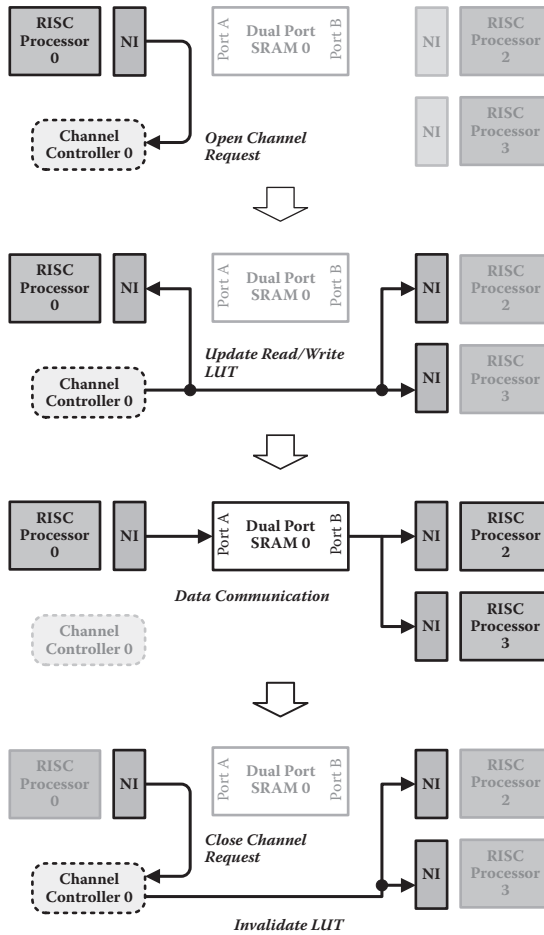 RISC
Processor
0
NI
Port A
Dual Port
SRAM 0
Port B
NI
RISC
Processor
2
NI
RISC
Processor
3
Channel
Controller 0
Open Channel
Request
RISC
Processor
0
NI
Port A
Dual Port
SRAM 0
Port B
NI
RISC
Processor
2
Update Read/Write
LUT
Channel
Controller 0
NI
RISC
Processor
3
RISC
Processor
0
NI
Port A
Dual Port
SRAM 0
Port B
NI
RISC
Processor
2
Data Communication
Channel
Controller 0
NI
RISC
Processor
3
RISC
Processor
0
NI
Port A
Dual Port
SRAM 0
Port B
NI
RISC
Processor
2
Close Channel
Request
Channel
Controller 0
NI
RISC
Processor
3
Invalidate LUT